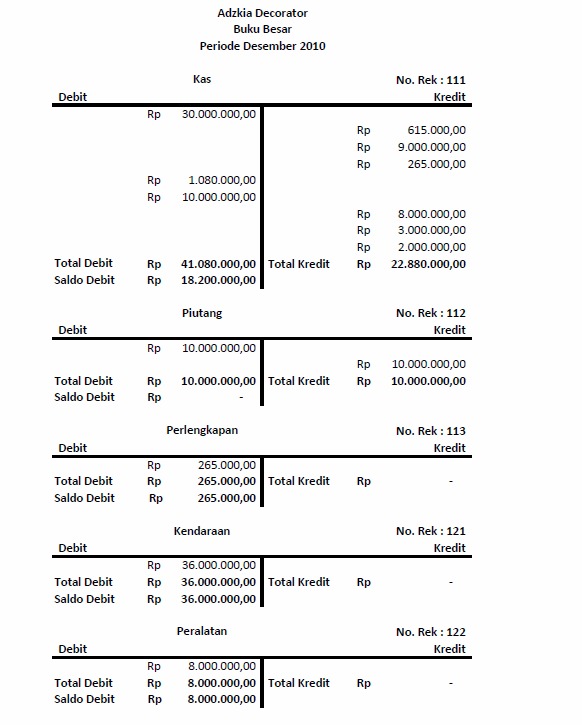 Adzkia Decorator
Buku Besar
Periode Desember 2010
Kas No. Rek : 111
Debit Kredit
Rp 30.000.000,00
Rp 615.000,00
Rp 9.000.000,00
Rp 265.000,00
Rp 1.080.000,00
Rp 10.000.000,00
Rp 8.000.000,00
Rp 3.000.000,00
Rp 2.000.000,00
Total Debit Rp 41.080.000,00 Total Kredit Rp 22.880.000,00
Saldo Debit Rp 18.200.000,00
Piutang No. Rek : 112
Debit Kredit
Rp 10.000.000,00
Rp 10.000.000,00
Total Debit Rp 10.000.000,00 Total Kredit Rp 10.000.000,00
Saldo Debit Rp -
Perlengkapan No. Rek : 113
Debit Kredit
Rp 265.000,00
Total Debit Rp 265.000,00 Total Kredit Rp -
Saldo Debit Rp 265.000,00
Kendaraan No. Rek : 121
Debit Kredit
Rp 36.000.000,00
Total Debit Rp 36.000.000,00 Total Kredit Rp -
Saldo Debit Rp 36.000.000,00
Peralatan No. Rek : 122
Debit Kredit
Rp 8.000.000,00
Total Debit Rp 8.000.000,00 Total Kredit Rp -
Saldo Debit Rp 8.000.000,00